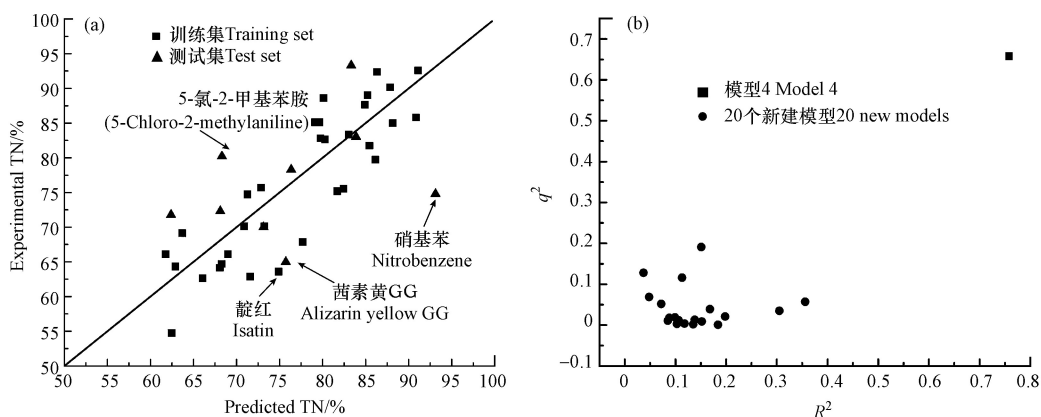 (a)
训练集Training set
测试集Test set
5-氯-2-甲基苯胺
(5-Chloro-2-methylaniline)
硝基苯
Nitrobenzene
茜素黄GG
Alizarin yellow GG
靛红
Isatin
Experimental TN/%
100
95
90
85
80
75
70
65
60
55
50
50 55 60 65 70 75 80 85 90 95 100
Predicted TN/%
(b)
模型4 Model 4
20个新建模型20 new models
q²
0.7
0.6
0.5
0.4
0.3
0.2
0.1
0
−0.1
0 0.1 0.2 0.3 0.4 0.5 0.6 0.7 0.8
R²